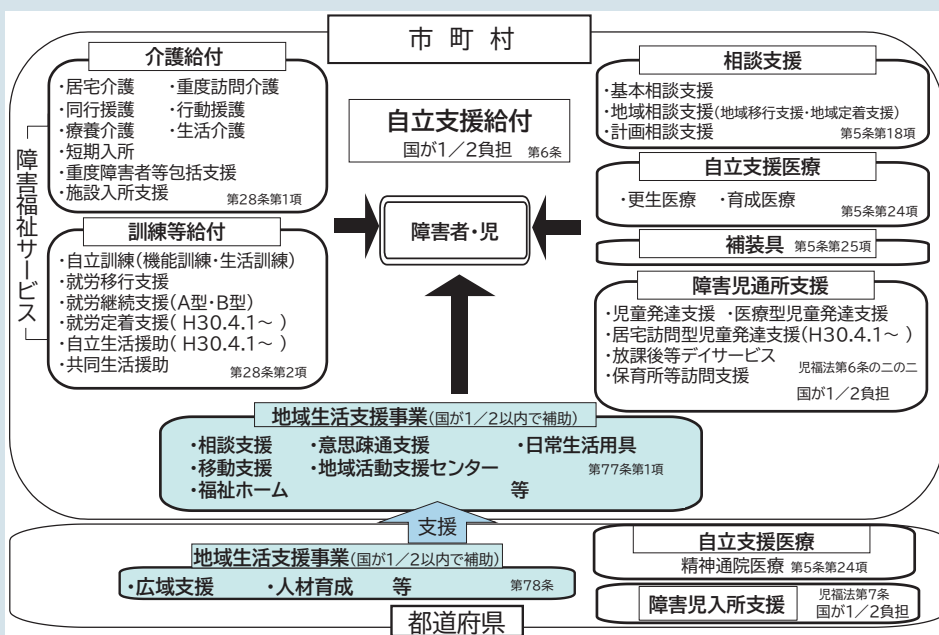 市町村
介護給付
・居宅介護 ・重度訪問介護
・同行援護 ・行動援護
・療養介護 ・生活介護
・短期入所
・重度障害者等包括支援
・施設入所支援 第28条第1項
障害福祉サービス
訓練等給付
・自立訓練(機能訓練・生活訓練)
・就労移行支援
・就労継続支援(A型・B型)
・就労定着支援( H30.4.1～ )
・自立生活援助( H30.4.1～ )
・共同生活援助 第28条第2項
自立支援給付
国が1／2負担 第6条
障害者・児
相談支援
・基本相談支援
・地域相談支援(地域移行支援・地域定着支援)
・計画相談支援 第5条第18項
自立支援医療
・更生医療 ・育成医療
第5条第24項
補装具 第5条第25項
障害児通所支援
・児童発達支援 ・医療型児童発達支援
・居宅訪問型児童発達支援(H30.4.1～ )
・放課後等デイサービス
・保育所等訪問支援 児福法第6条の二の二
国が1／2負担
地域生活支援事業(国が1／2以内で補助)
・相談支援 ・意思疎通支援 ・日常生活用具
・移動支援 ・地域活動支援センター 第77条第1項
・福祉ホーム 等
支援
地域生活支援事業(国が1／2以内で補助)
・広域支援 ・人材育成 等 第78条
自立支援医療
精神通院医療 第5条第24項
障害児入所支援 児福法第7条
国が1／2負担
都道府県